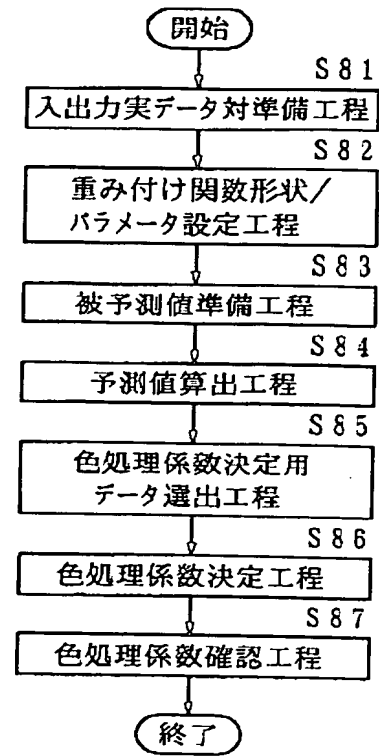 開始
S81
入出力実データ対準備工程
S82
重み付け関数形状/
パラメータ設定工程
S83
被予測値準備工程
S84
予測値算出工程
S85
色処理係数決定用
データ選出工程
S86
色処理係数決定工程
S87
色処理係数確認工程
終了